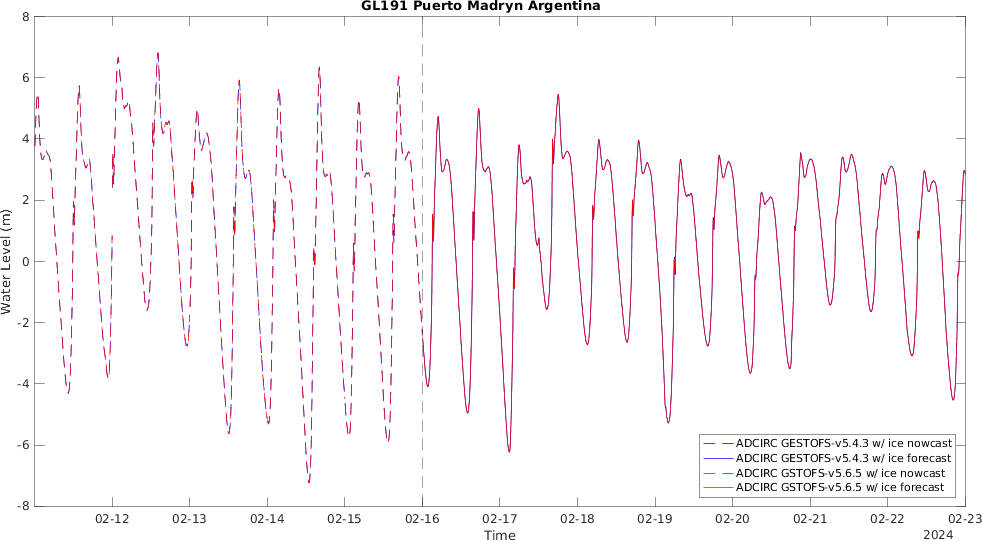 GL191 Puerto Madryn Argentina
8
6
4
2
0
-2
-4
-6
-8
Water Level (m)
ADCIRC GESTOFS-v5.4.3 w/ ice nowcast
ADCIRC GESTOFS-v5.4.3 w/ ice forecast
ADCIRC GSTOFS-v5.6.5 w/ ice nowcast
ADCIRC GSTOFS-v5.6.5 w/ ice forecast
02-12 02-13 02-14 02-15 02-16 02-17 02-18 02-19 02-20 02-21 02-22 02-23
Time 2024